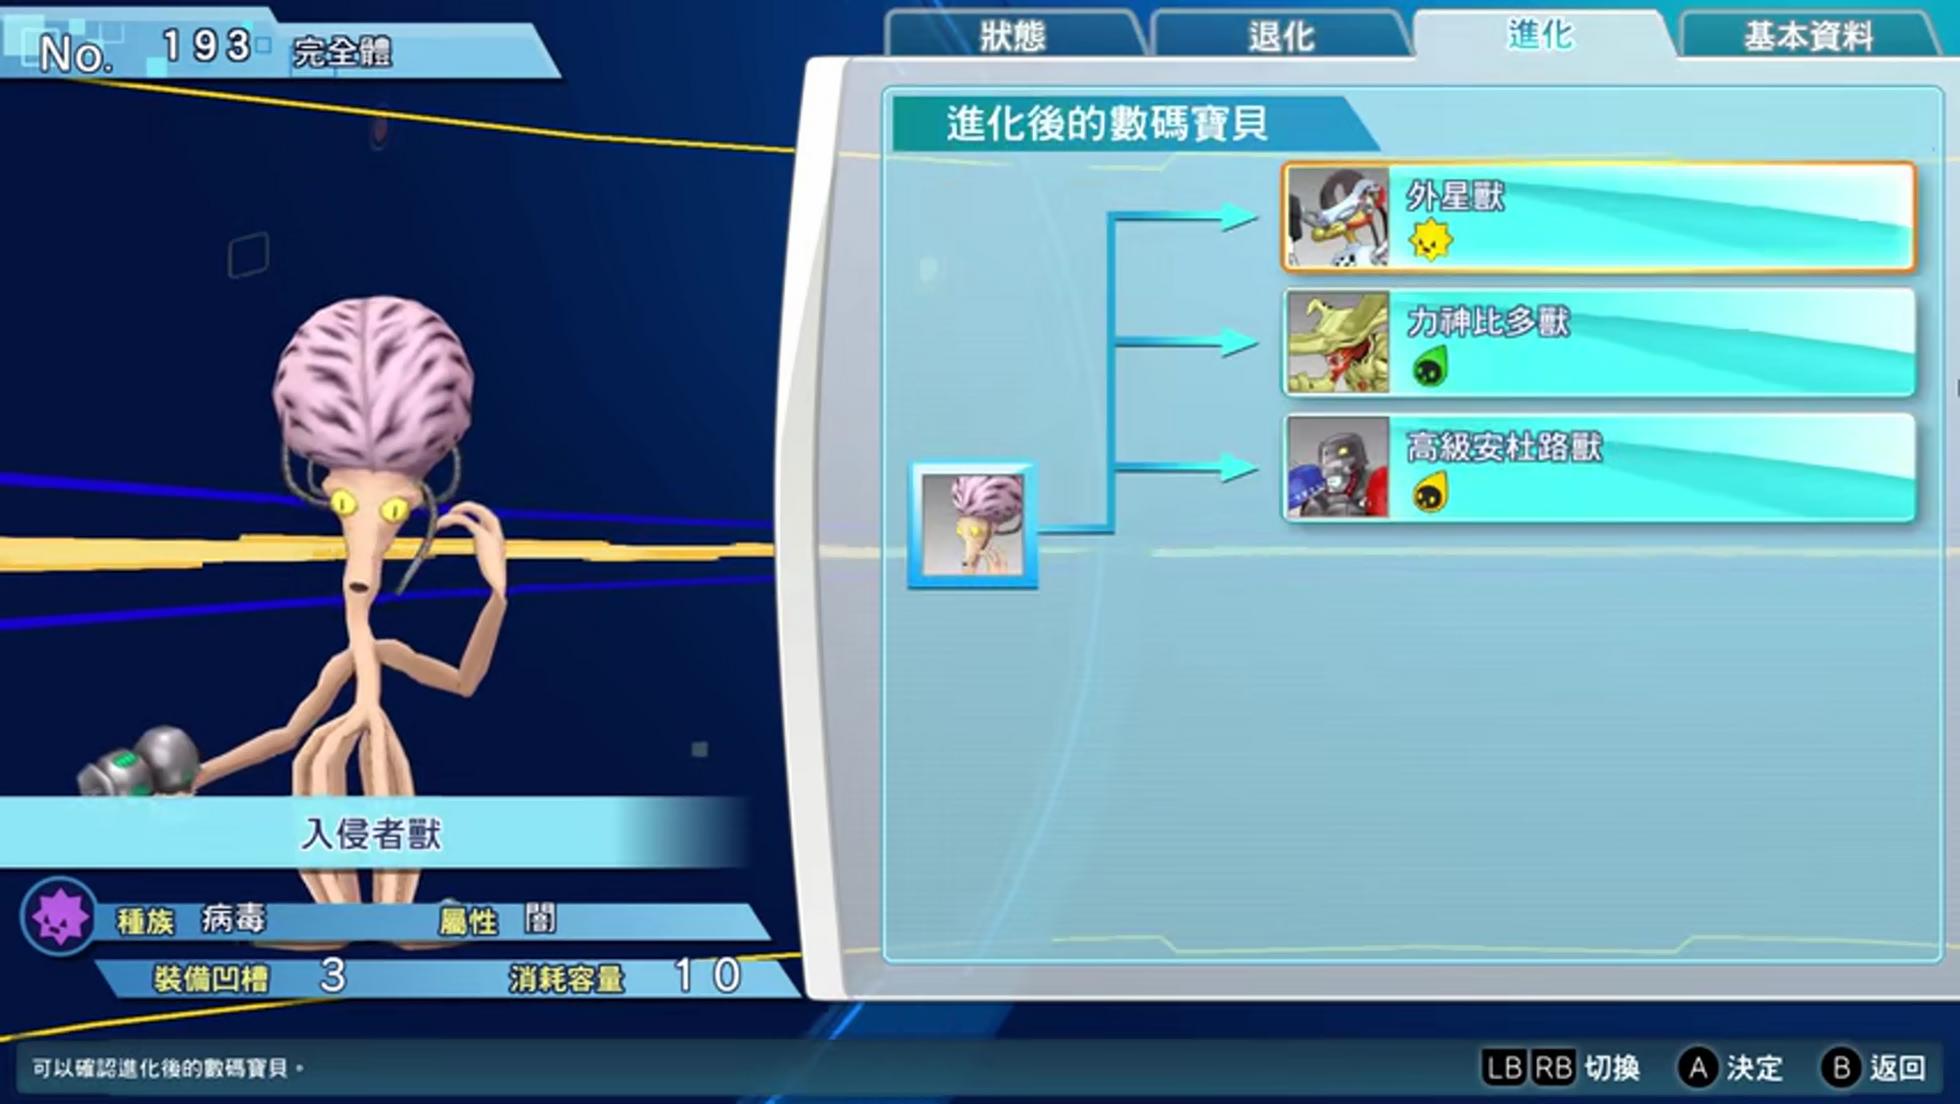 No. 193 完全體
狀態 退化 進化 基本資料
進化後的數碼寶貝
外星獸
力神比多獸
高級安杜路獸
入侵者獸
種族 病毒 屬性 闇
裝備凹槽 3 消耗容量 10
可以確認進化後的數碼寶貝。
LB RB 切換 A 決定 B 返回